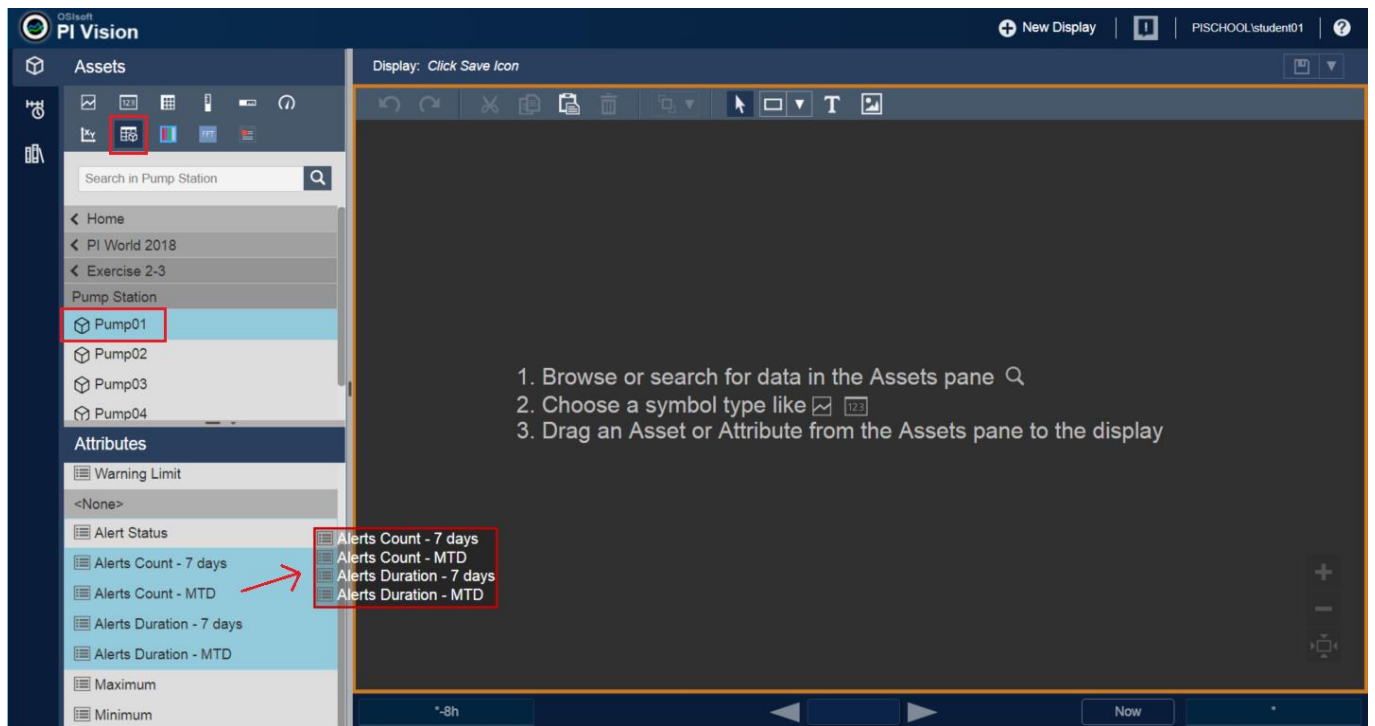 OSIsoft
PI Vision
New Display
PISCHOOL\student01
?
Assets
Display: Click Save Icon
123
XY
FFT
T
Search in Pump Station
Home
PI World 2018
Exercise 2-3
Pump Station
Pump01
Pump02
Pump03
Pump04
1. Browse or search for data in the Assets pane
2. Choose a symbol type like 123
3. Drag an Asset or Attribute from the Assets pane to the display
Attributes
Warning Limit
<None>
Alert Status
Alerts Count - 7 days
Alerts Count - MTD
Alerts Duration - 7 days
Alerts Duration - MTD
Maximum
Minimum
Alerts Count - 7 days
Alerts Count - MTD
Alerts Duration - 7 days
Alerts Duration - MTD
*-8h
Now
*